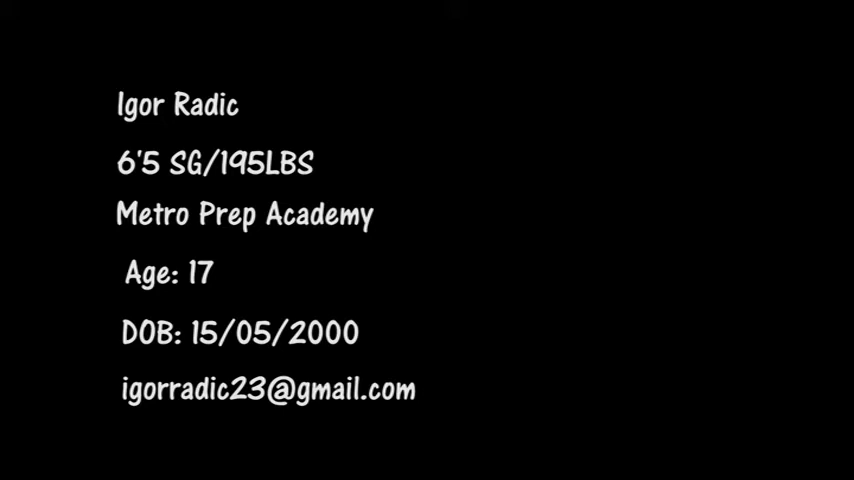 Igor Radic
6'5 SG/195LBS
Metro Prep Academy
Age: 17
DOB: 15/05/2000
igorradic23@gmail.com